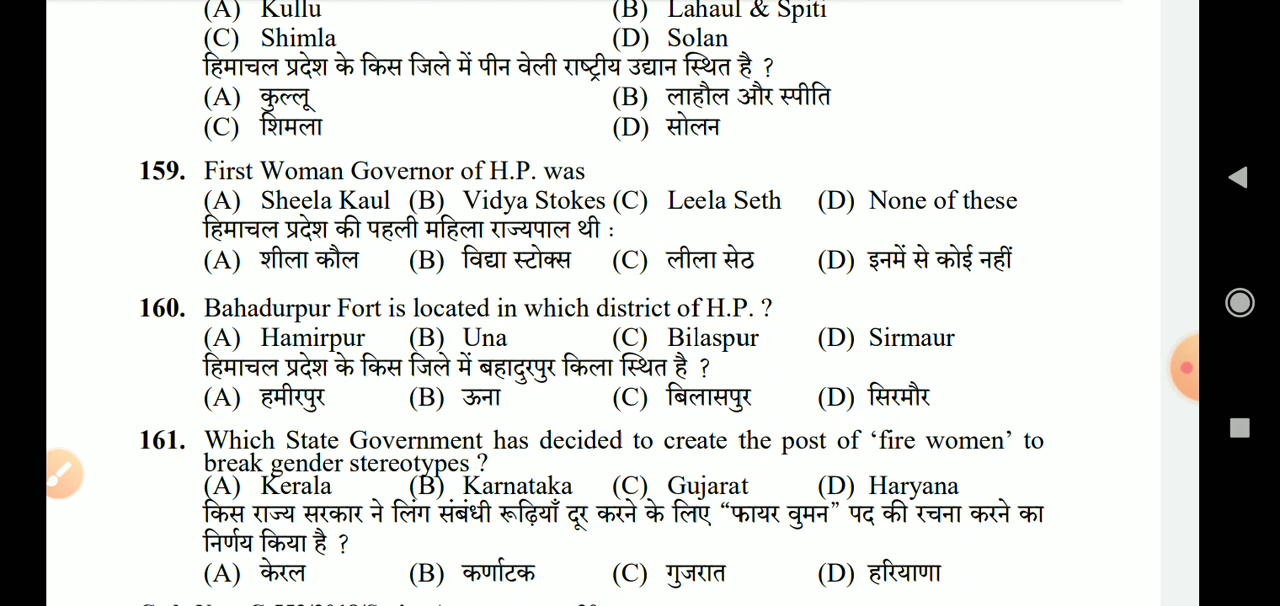 (A) Kullu (B) Lahaul & Spiti
(C) Shimla (D) Solan
हिमाचल प्रदेश के किस जिले में पीन वेली राष्ट्रीय उद्यान स्थित है ?
(A) कुल्लू (B) लाहौल और स्पीति
(C) शिमला (D) सोलन
159. First Woman Governor of H.P. was
(A) Sheela Kaul (B) Vidya Stokes (C) Leela Seth (D) None of these
हिमाचल प्रदेश की पहली महिला राज्यपाल थी :
(A) शीला कौल (B) विद्या स्टोक्स (C) लीला सेठ (D) इनमें से कोई नहीं
160. Bahadurpur Fort is located in which district of H.P. ?
(A) Hamirpur (B) Una (C) Bilaspur (D) Sirmaur
हिमाचल प्रदेश के किस जिले में बहादुरपुर किला स्थित है ?
(A) हमीरपुर (B) ऊना (C) बिलासपुर (D) सिरमौर
161. Which State Government has decided to create the post of ‘fire women’ to
break gender stereotypes ?
(A) Kerala (B) Karnataka (C) Gujarat (D) Haryana
किस राज्य सरकार ने लिंग संबंधी रूढ़ियाँ दूर करने के लिए “फायर वुमन” पद की रचना करने का
निर्णय किया है ?
(A) केरल (B) कर्णाटक (C) गुजरात (D) हरियाणा